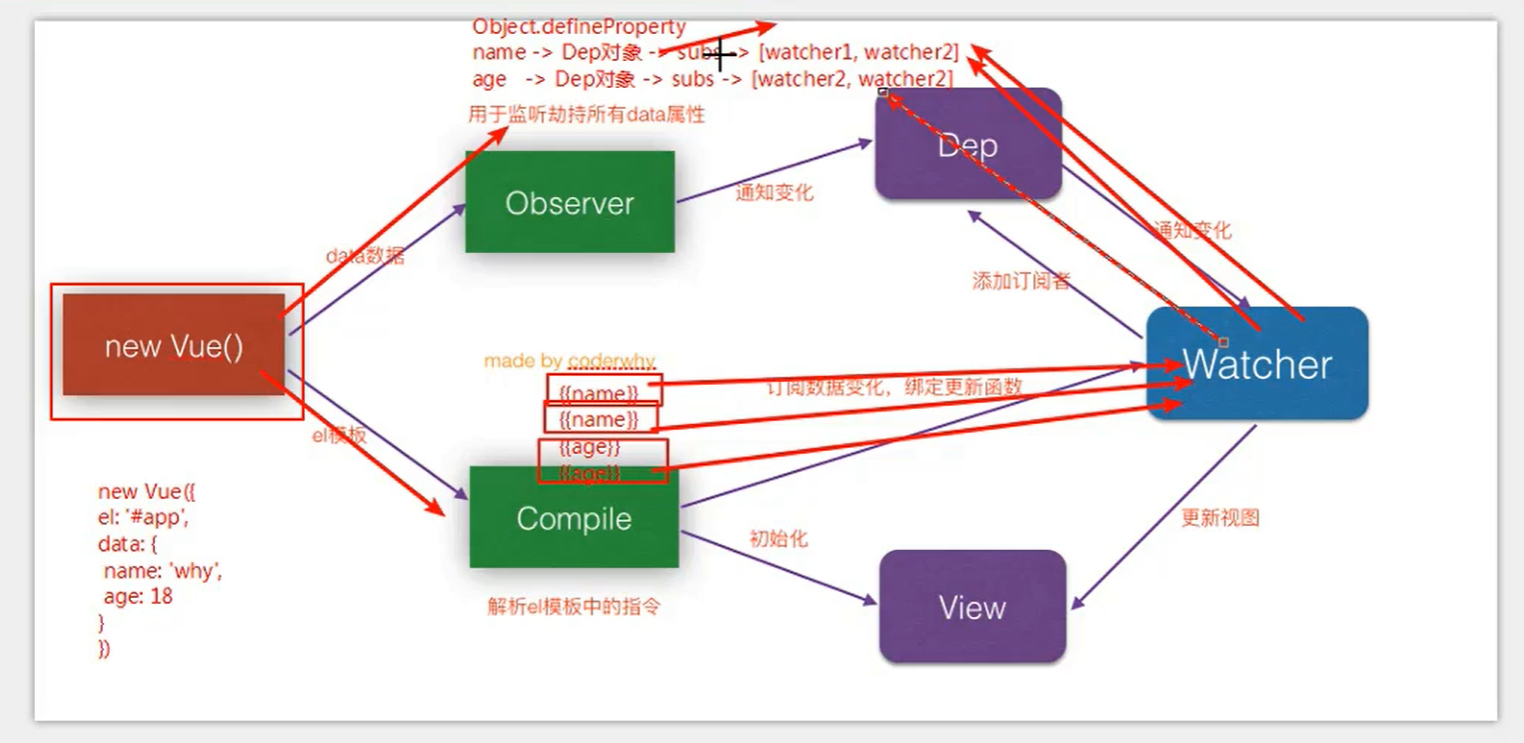 Object.defineProperty
name -> Dep对象 -> subs -> [watcher1, watcher2]
age -> Dep对象 -> subs -> [watcher2, watcher2]
用于监听劫持所有data属性
Dep
Observer
通知变化
通知变化
data数据
添加订阅者
new Vue()
made by coderwhy
Watcher
{{name}}
订阅数据变化，绑定更新函数
{{name}}
el模板
{{age}}
{{age}}
new Vue({
el: '#app',
data: {
name: 'why',
age: 18
}
})
Compile
初始化
更新视图
解析el模板中的指令
View